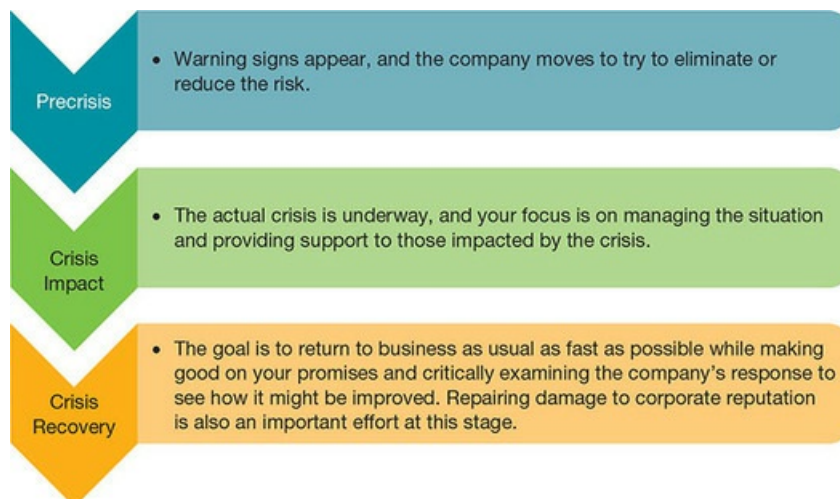 Precrisis
• Warning signs appear, and the company moves to try to eliminate or
reduce the risk.
Crisis
Impact
• The actual crisis is underway, and your focus is on managing the situation
and providing support to those impacted by the crisis.
Crisis
Recovery
• The goal is to return to business as usual as fast as possible while making
good on your promises and critically examining the company's response to
see how it might be improved. Repairing damage to corporate reputation
is also an important effort at this stage.